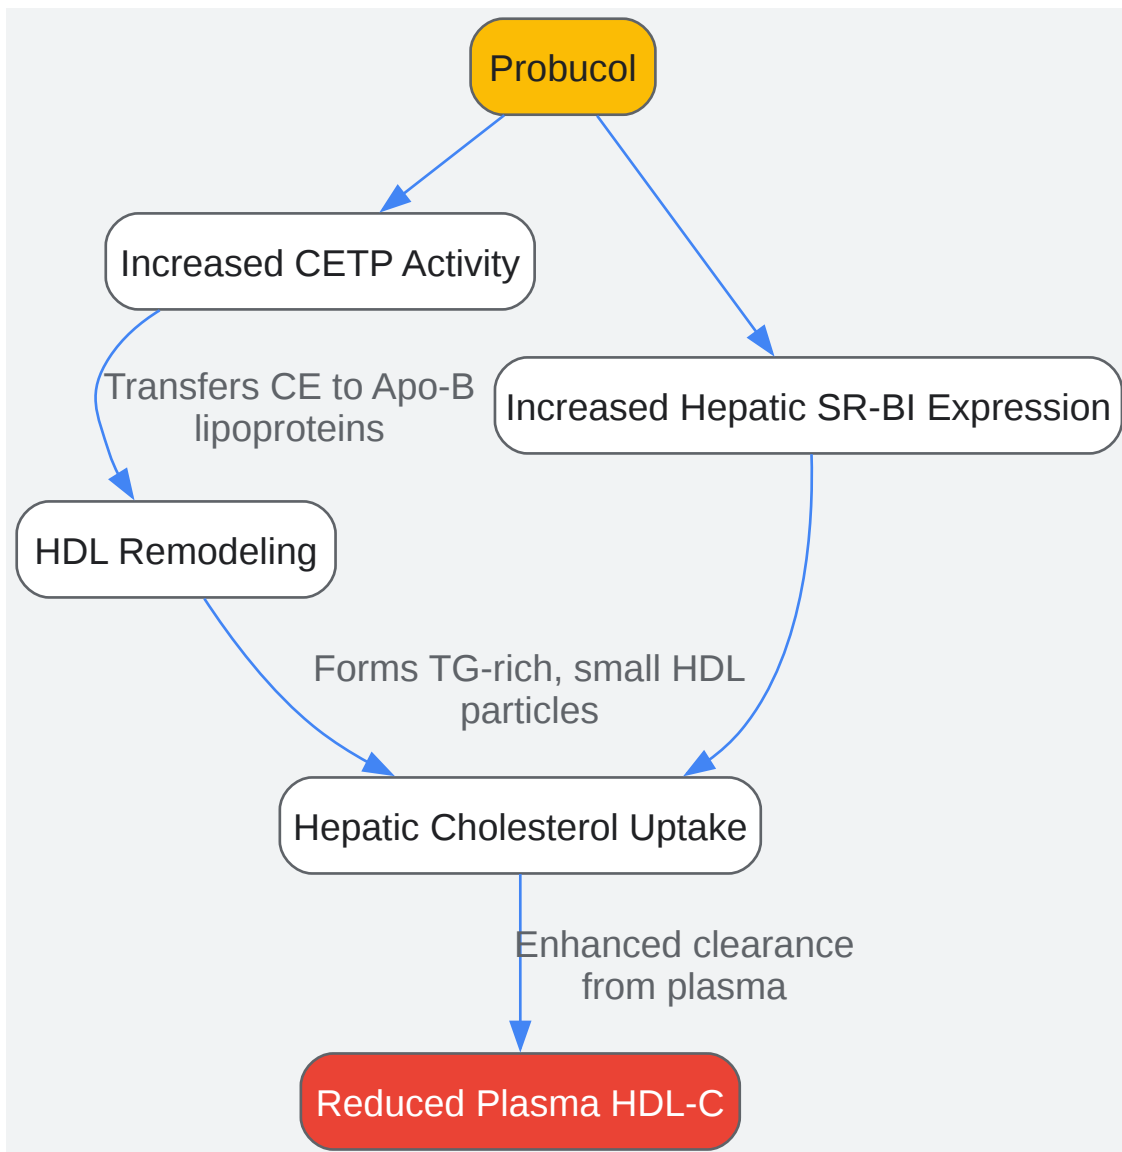 Probucol
Increased CETP Activity
Transfers CE to Apo-B
lipoproteins
Increased Hepatic SR-BI Expression
HDL Remodeling
Forms TG-rich, small HDL
particles
Hepatic Cholesterol Uptake
Enhanced clearance
from plasma
Reduced Plasma HDL-C